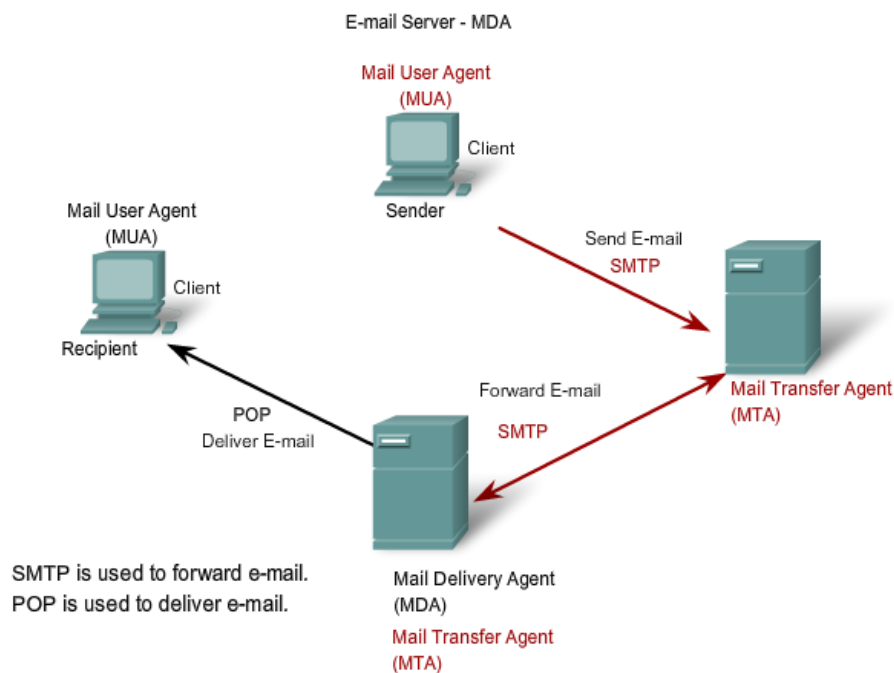 E-mail Server - MDA
Mail User Agent
(MUA)
Client
Sender
Mail User Agent
(MUA)
Client
Recipient
Send E-mail
SMTP
Mail Transfer Agent
(MTA)
Forward E-mail
SMTP
POP
Deliver E-mail
Mail Delivery Agent
(MDA)
Mail Transfer Agent
(MTA)
SMTP is used to forward e-mail.
POP is used to deliver e-mail.